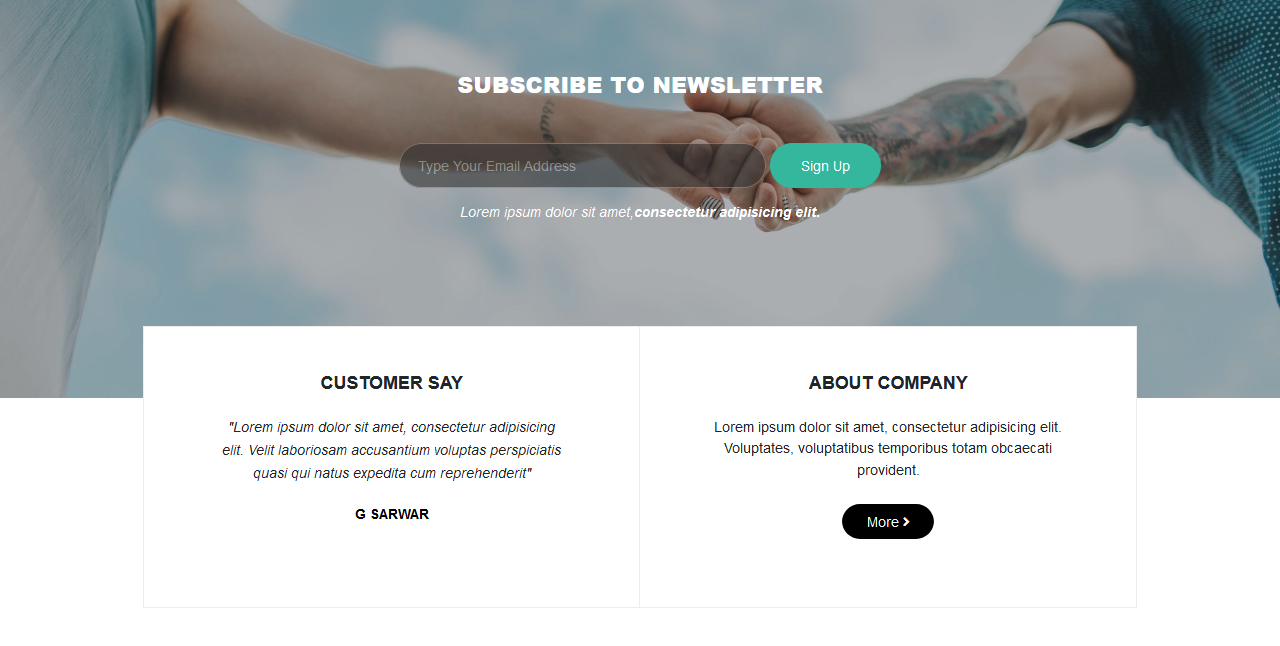 SUBSCRIBE TO NEWSLETTER
Type Your Email Address
Sign Up
Lorem ipsum dolor sit amet,consectetur adipisicing elit.
CUSTOMER SAY
"Lorem ipsum dolor sit amet, consectetur adipisicing
elit. Velit laboriosam accusantium voluptas perspiciatis
quasi qui natus expedita cum reprehenderit"
G SARWAR
ABOUT COMPANY
Lorem ipsum dolor sit amet, consectetur adipisicing elit.
Voluptates, voluptatibus temporibus totam obcaecati
provident.
More